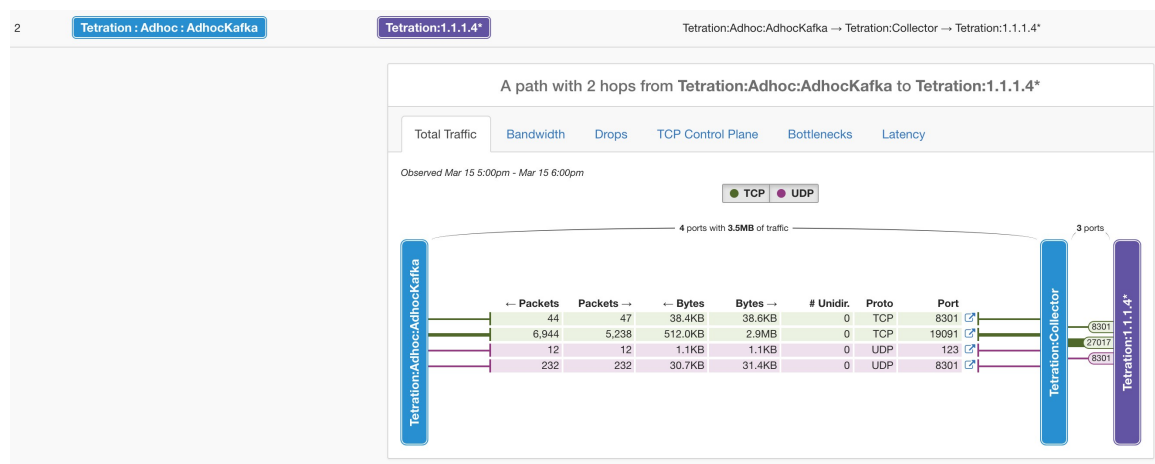 2 Tetration : Adhoc : AdhocKafka Tetration:1.1.1.4* Tetration:Adhoc:AdhocKafka → Tetration:Collector → Tetration:1.1.1.4*
A path with 2 hops from Tetration:Adhoc:AdhocKafka to Tetration:1.1.1.4*
Total Traffic Bandwidth Drops TCP Control Plane Bottlenecks Latency
Observed Mar 15 5:00pm - Mar 15 6:00pm
TCP UDP
4 ports with 3.5MB of traffic 3 ports
Tetration:Adhoc:AdhocKafka
← Packets Packets → ← Bytes Bytes → # Unidir. Proto Port
44 47 38.4KB 38.6KB 0 TCP 8301
6,944 5,238 512.0KB 2.9MB 0 TCP 19091
12 12 1.1KB 1.1KB 0 UDP 123
232 232 30.7KB 31.4KB 0 UDP 8301
Tetration:Collector
8301
27017
8301
Tetration:1.1.1.4*